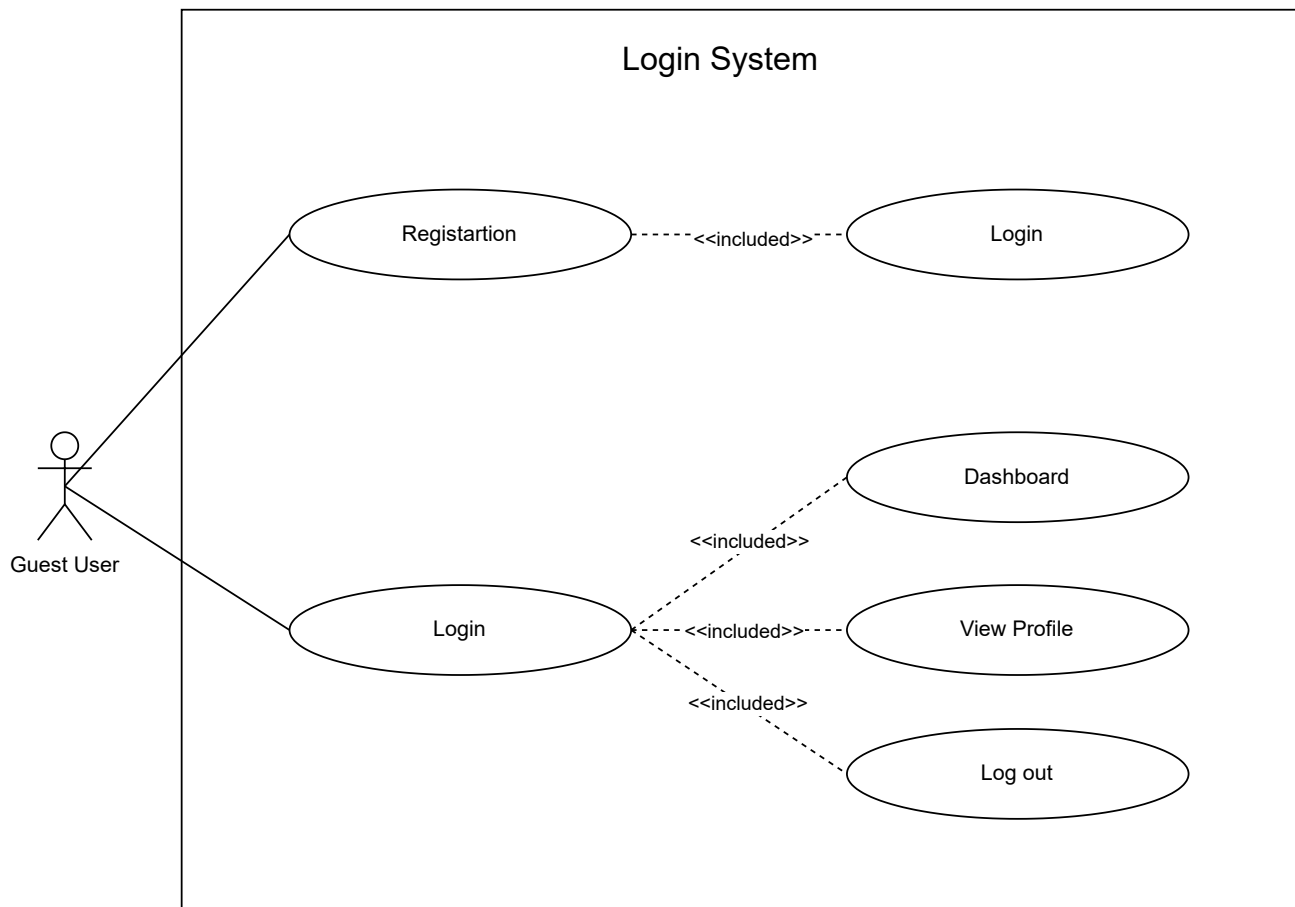 Login System
Registartion
<<included>>
Login
Dashboard
<<included>>
Guest User
Login
<<included>>
View Profile
<<included>>
Log out